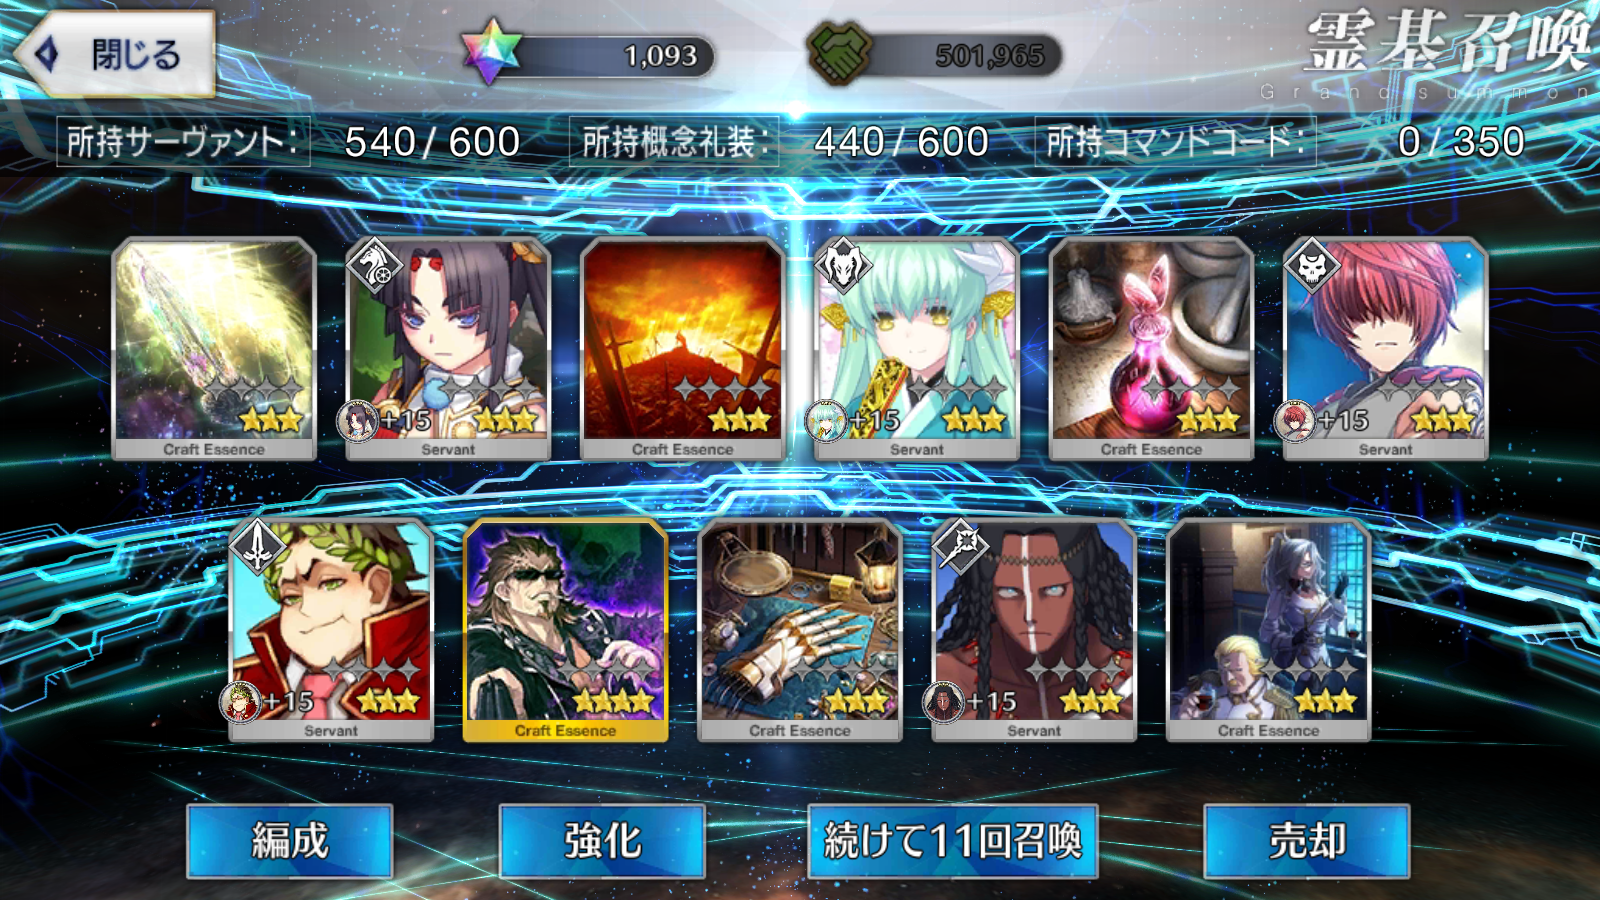 閉じる
1,093
501,965
霊基召喚
Grand summon
所持サーヴァント: 540/600
所持概念礼装: 440/600
所持コマンドコード: 0/350
Craft Essence
+15
Servant
Craft Essence
+15
Servant
Craft Essence
+15
Servant
+15
Servant
Craft Essence
Craft Essence
+15
Servant
Craft Essence
編成
強化
続けて11回召喚
売却